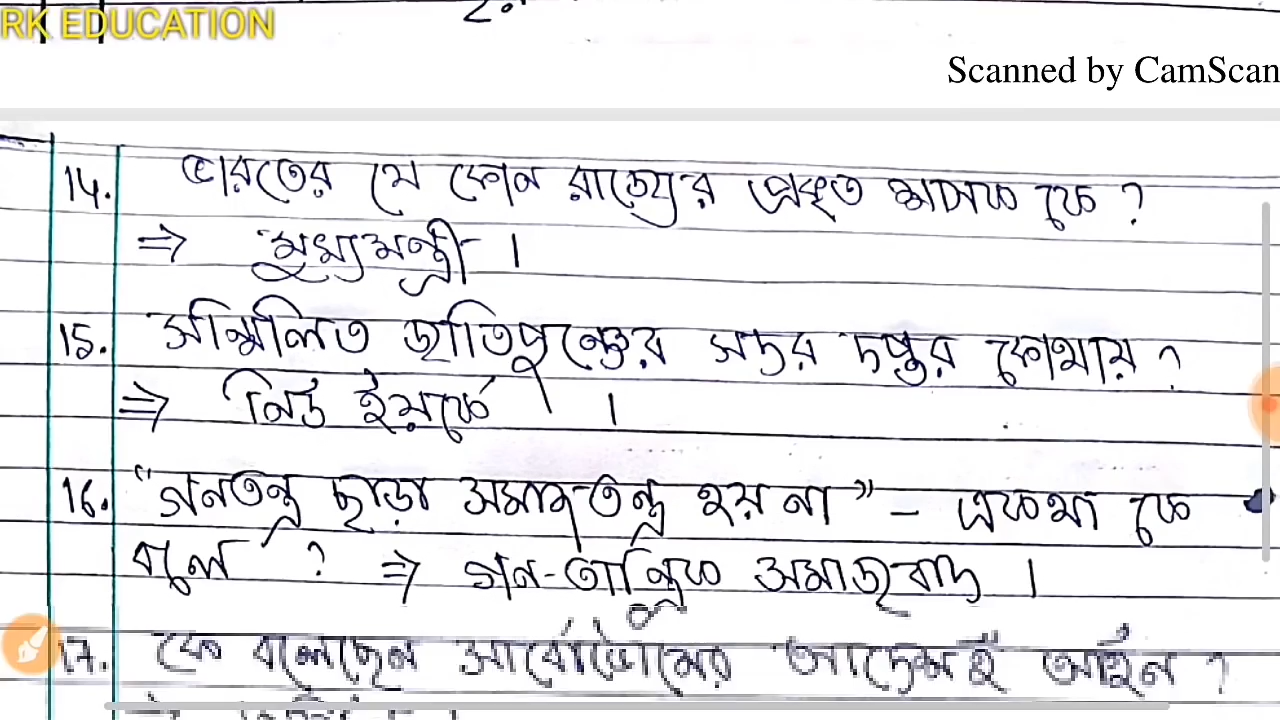 RK EDUCATION
Scanned by CamScan
14. ভারতের যে কোন রাজ্যের প্রকৃত শাসক কে ?
⇒ মুখ্যমন্ত্রী ।
15. সম্মিলিত জাতিপুঞ্জের সদর দপ্তর কোথায় ?
⇒ নিউ ইয়র্কে ।
16. "গনতন্ত্র ছাড়া সমাজতন্ত্র হয় না" – একথা কে
বলে ? ⇒ গন-তান্ত্রিক সমাজবাদ ।
17. কে বলেছেন সার্বোভৌমের আদেশই আইন ?